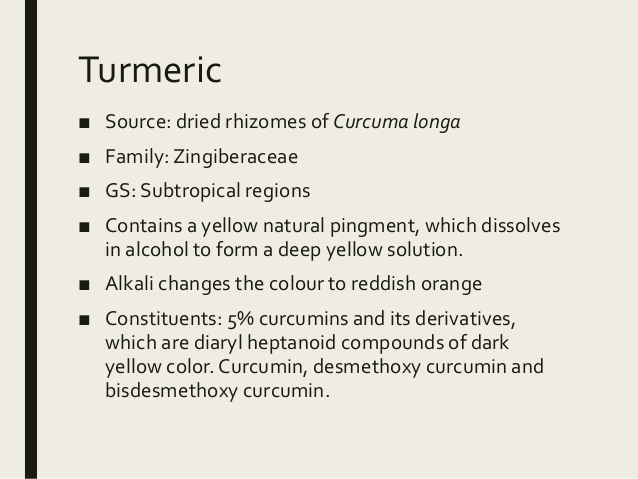 Turmeric
■ Source: dried rhizomes of Curcuma longa
■ Family: Zingiberaceae
■ GS: Subtropical regions
■ Contains a yellow natural pingment, which dissolves
in alcohol to form a deep yellow solution.
■ Alkali changes the colour to reddish orange
■ Constituents: 5% curcumins and its derivatives,
which are diaryl heptanoid compounds of dark
yellow color. Curcumin, desmethoxy curcumin and
bisdesmethoxy curcumin.